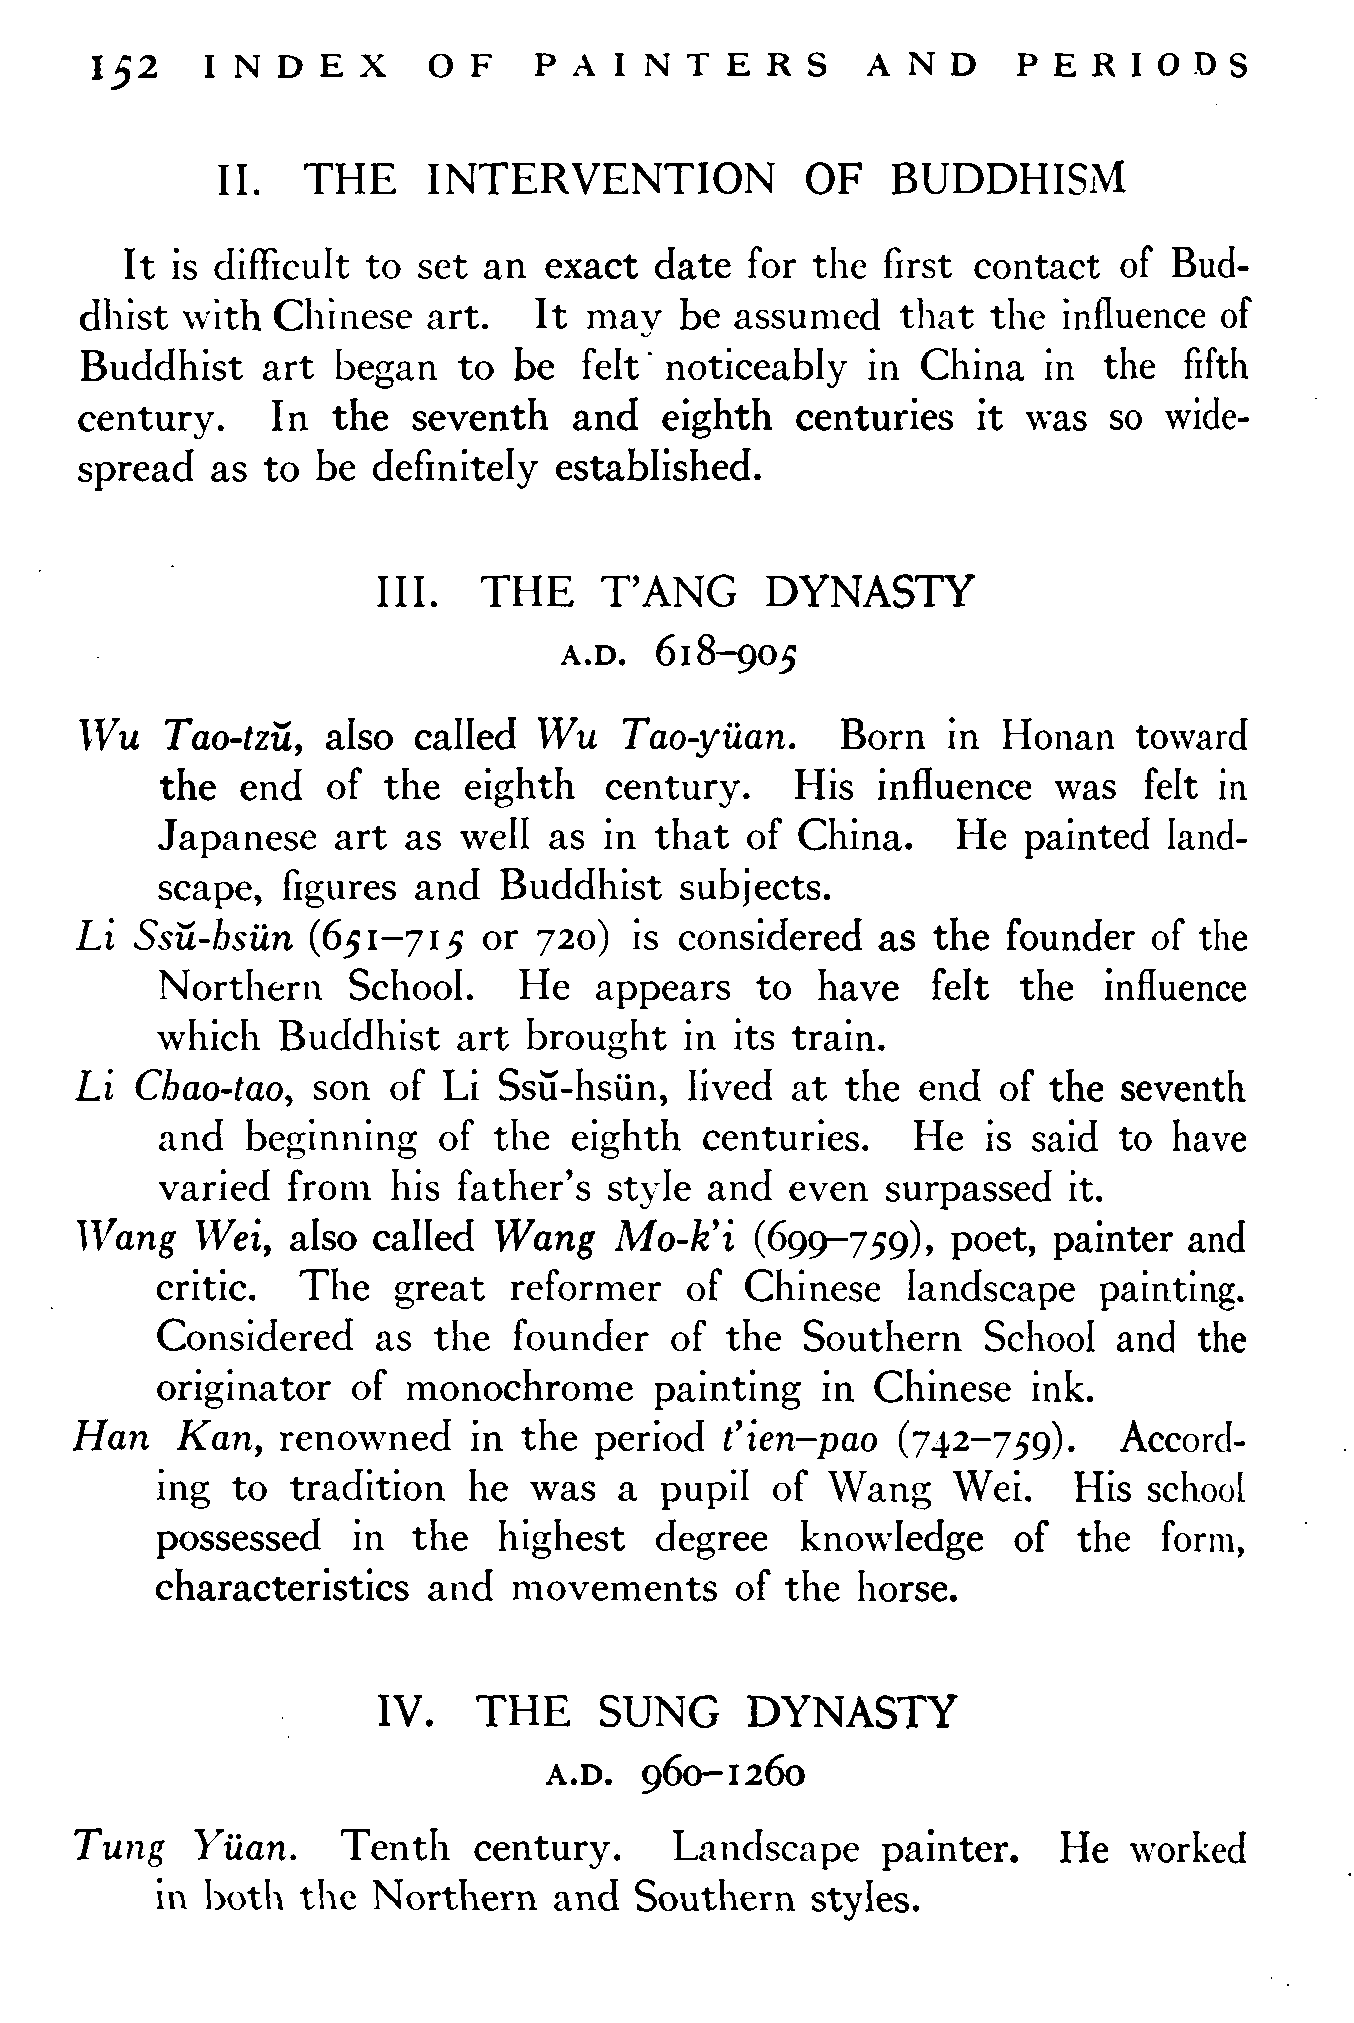 152 INDEX OF PAINTERS AND PERIODS
II. THE INTERVENTION OF BUDDHISM
It is difficult to set an exact date for the first contact of Bud-
dhist with Chinese art. It may be assumed that the influence of
Buddhist art began to be felt noticeably in China in the fifth
century. In the seventh and eighth centuries it was so wide-
spread as to be definitely established.
III. THE T'ANG DYNASTY
A.D. 618–905
Wu Tao-tzŭ, also called Wu Tao-yüan. Born in Honan toward
the end of the eighth century. His influence was felt in
Japanese art as well as in that of China. He painted land-
scape, figures and Buddhist subjects.
Li Ssŭ-hsün (651–715 or 720) is considered as the founder of the
Northern School. He appears to have felt the influence
which Buddhist art brought in its train.
Li Chao-tao, son of Li Ssŭ-hsün, lived at the end of the seventh
and beginning of the eighth centuries. He is said to have
varied from his father's style and even surpassed it.
Wang Wei, also called Wang Mo-k'i (699–759), poet, painter and
critic. The great reformer of Chinese landscape painting.
Considered as the founder of the Southern School and the
originator of monochrome painting in Chinese ink.
Han Kan, renowned in the period t'ien–pao (742–759). Accord-
ing to tradition he was a pupil of Wang Wei. His school
possessed in the highest degree knowledge of the form,
characteristics and movements of the horse.
IV. THE SUNG DYNASTY
A.D. 960–1260
Tung Yüan. Tenth century. Landscape painter. He worked
in both the Northern and Southern styles.